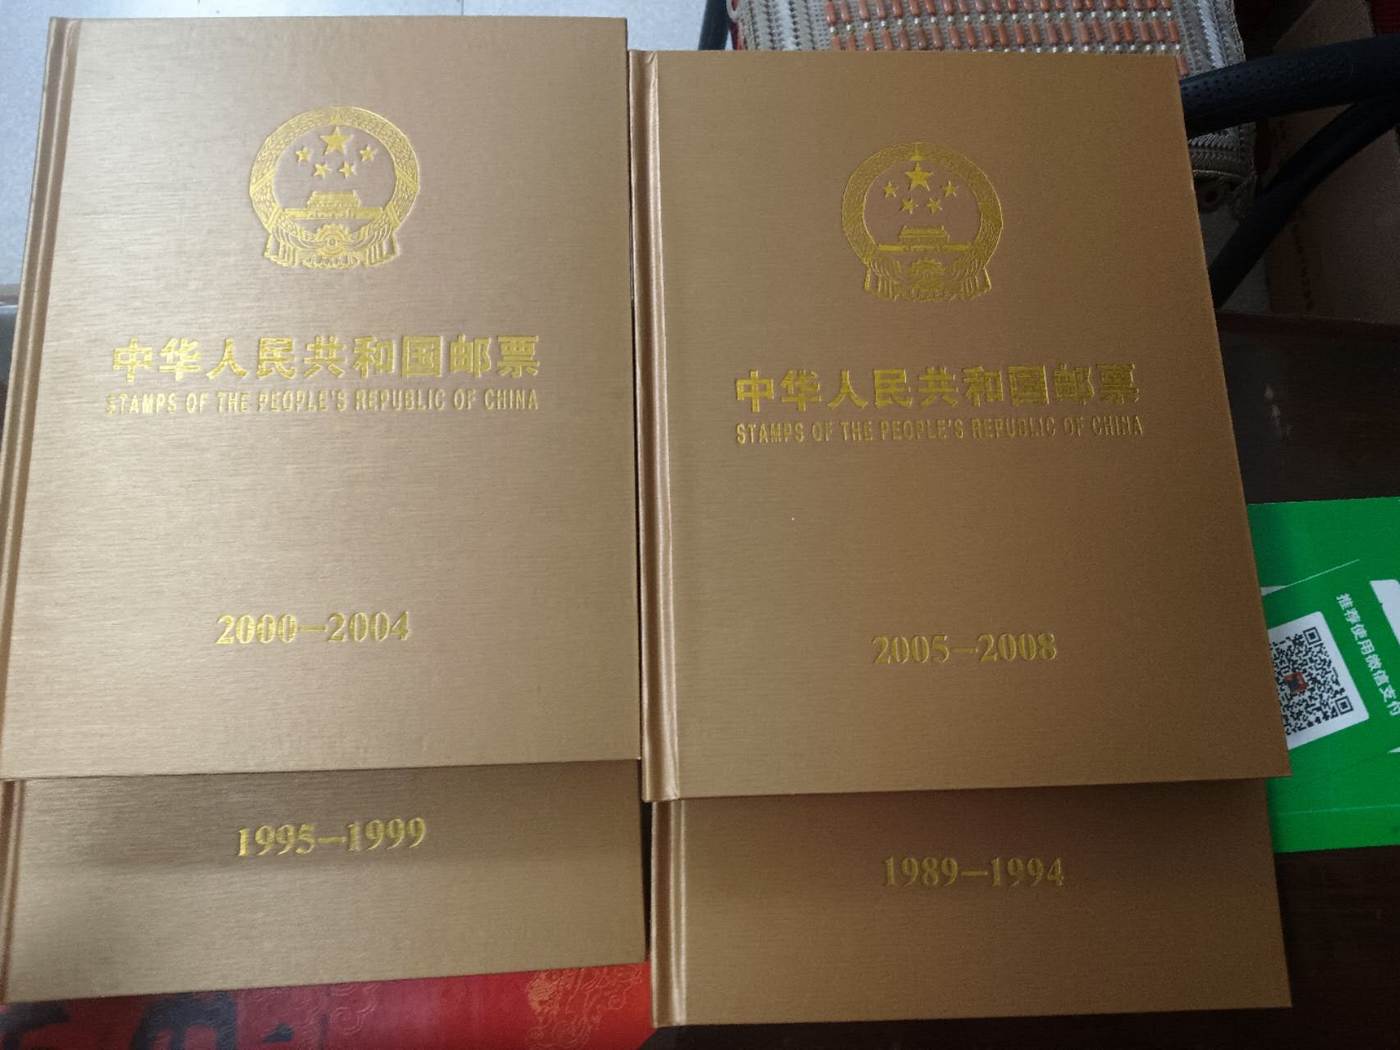 中华人民共和国邮票
STAMPS OF THE PEOPLE'S REPUBLIC OF CHINA
2000—2004
1995—1999
中华人民共和国邮票
STAMPS OF THE PEOPLE'S REPUBLIC OF CHINA
2005—2008
1989—1994
推荐使用微信支付